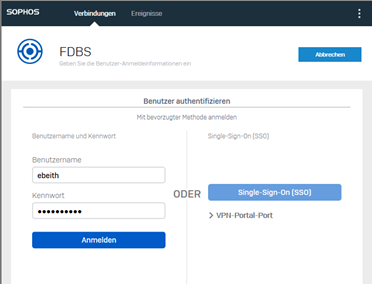 SOPHOS Verbindungen Ereignisse
FDBS
Geben Sie die Benutzer-Anmeldeinformationen ein
Abbrechen
Benutzer authentifizieren
Mit bevorzugter Methode anmelden
Benutzername und Kennwort
Benutzername
ebeith
Kennwort
••••••••••
Anmelden
ODER
Single-Sign-On (SSO)
Single-Sign-On (SSO)
VPN-Portal-Port